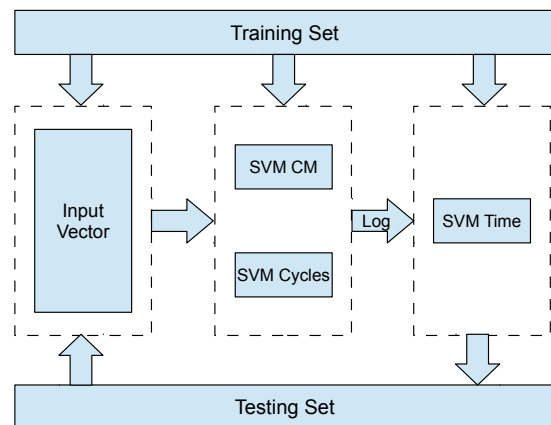 Training Set
Input
Vector
SVM CM
SVM Cycles
Log
SVM Time
Testing Set